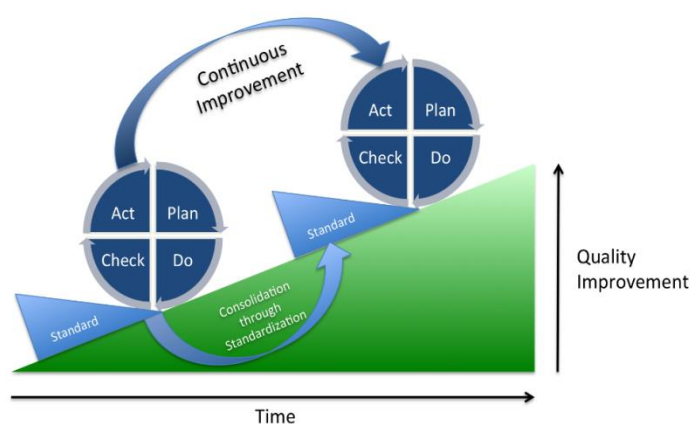 Continuous
Improvement
Act
Plan
Check
Do
Act
Plan
Check
Do
Standard
Standard
Consolidation
through
Standardization
Quality
Improvement
Time